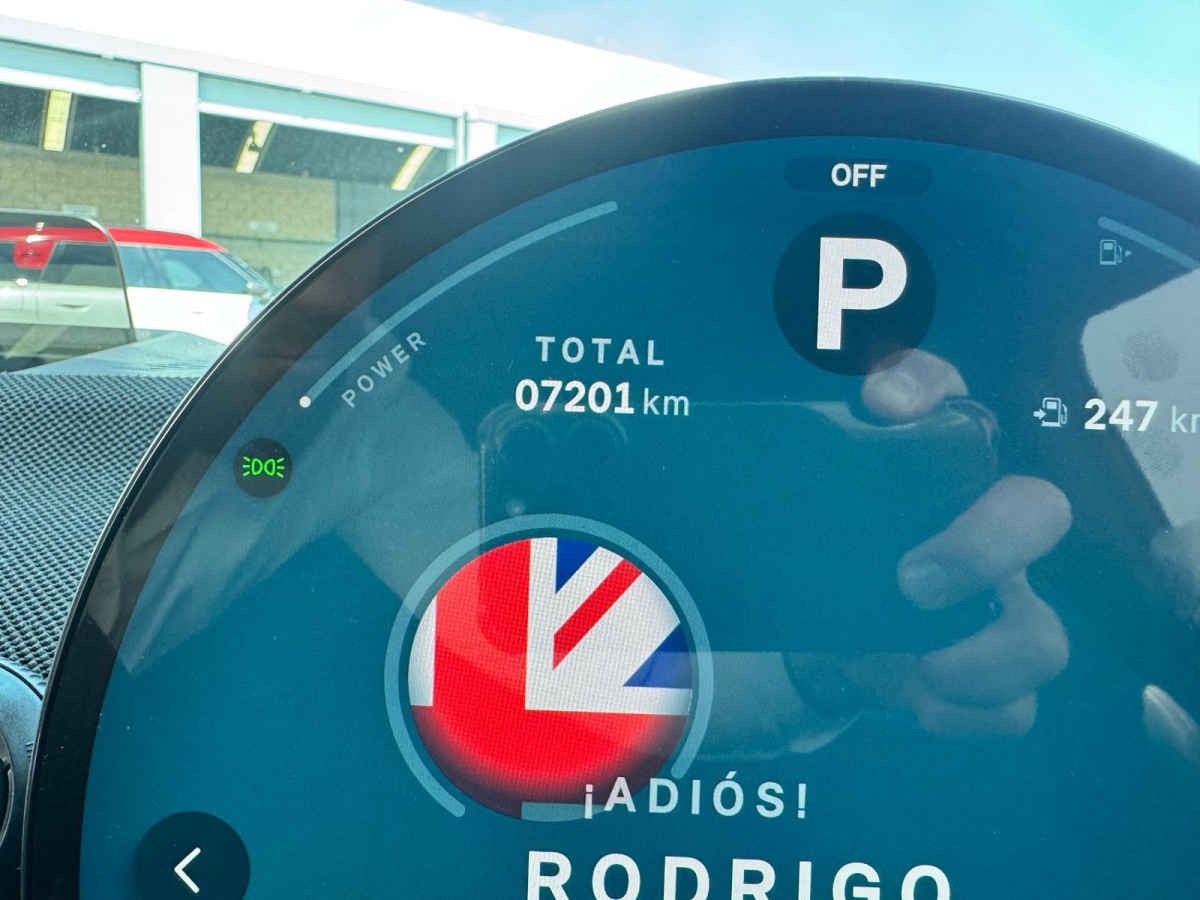 OFF
P
POWER
TOTAL
07201 km
247 km
¡ADIÓS!
RODRIGO